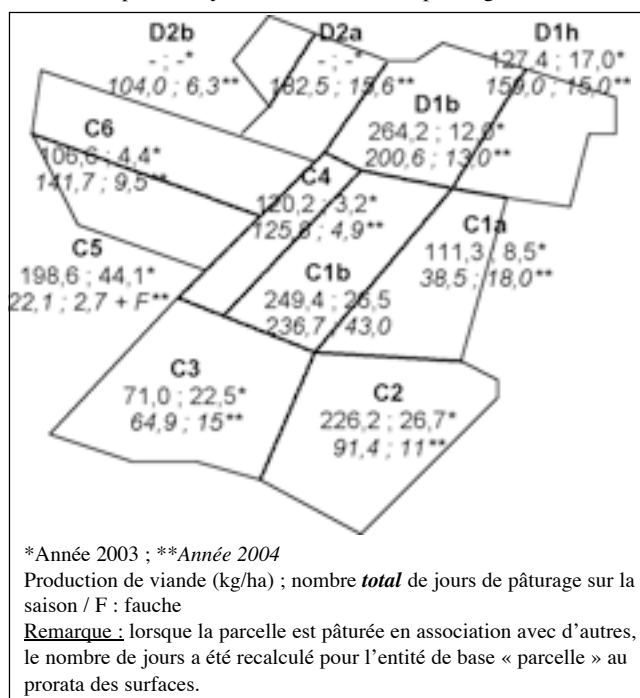 D2b
- ; -*
104,0 ; 6,3**
D2a
- ; -*
182,5 ; 15,6**
D1h
127,4 ; 17,0*
159,0 ; 15,0**
D1b
264,2 ; 12,0*
200,6 ; 13,0**
C6
106,6 ; 4,4*
141,7 ; 9,5**
C4
120,2 ; 3,2*
125,8 ; 4,9**
C1a
111,3 ; 8,5*
38,5 ; 18,0**
C5
198,6 ; 44,1*
22,1 ; 2,7 + F**
C1b
249,4 ; 26,5
236,7 ; 43,0
C3
71,0 ; 22,5*
64,9 ; 15**
C2
226,2 ; 26,7*
91,4 ; 11**
*Année 2003 ; **Année 2004
Production de viande (kg/ha) ; nombre total de jours de pâturage sur la
saison / F : fauche
Remarque : lorsque la parcelle est pâturée en association avec d'autres,
le nombre de jours a été recalculé pour l'entité de base « parcelle » au
prorata des surfaces.